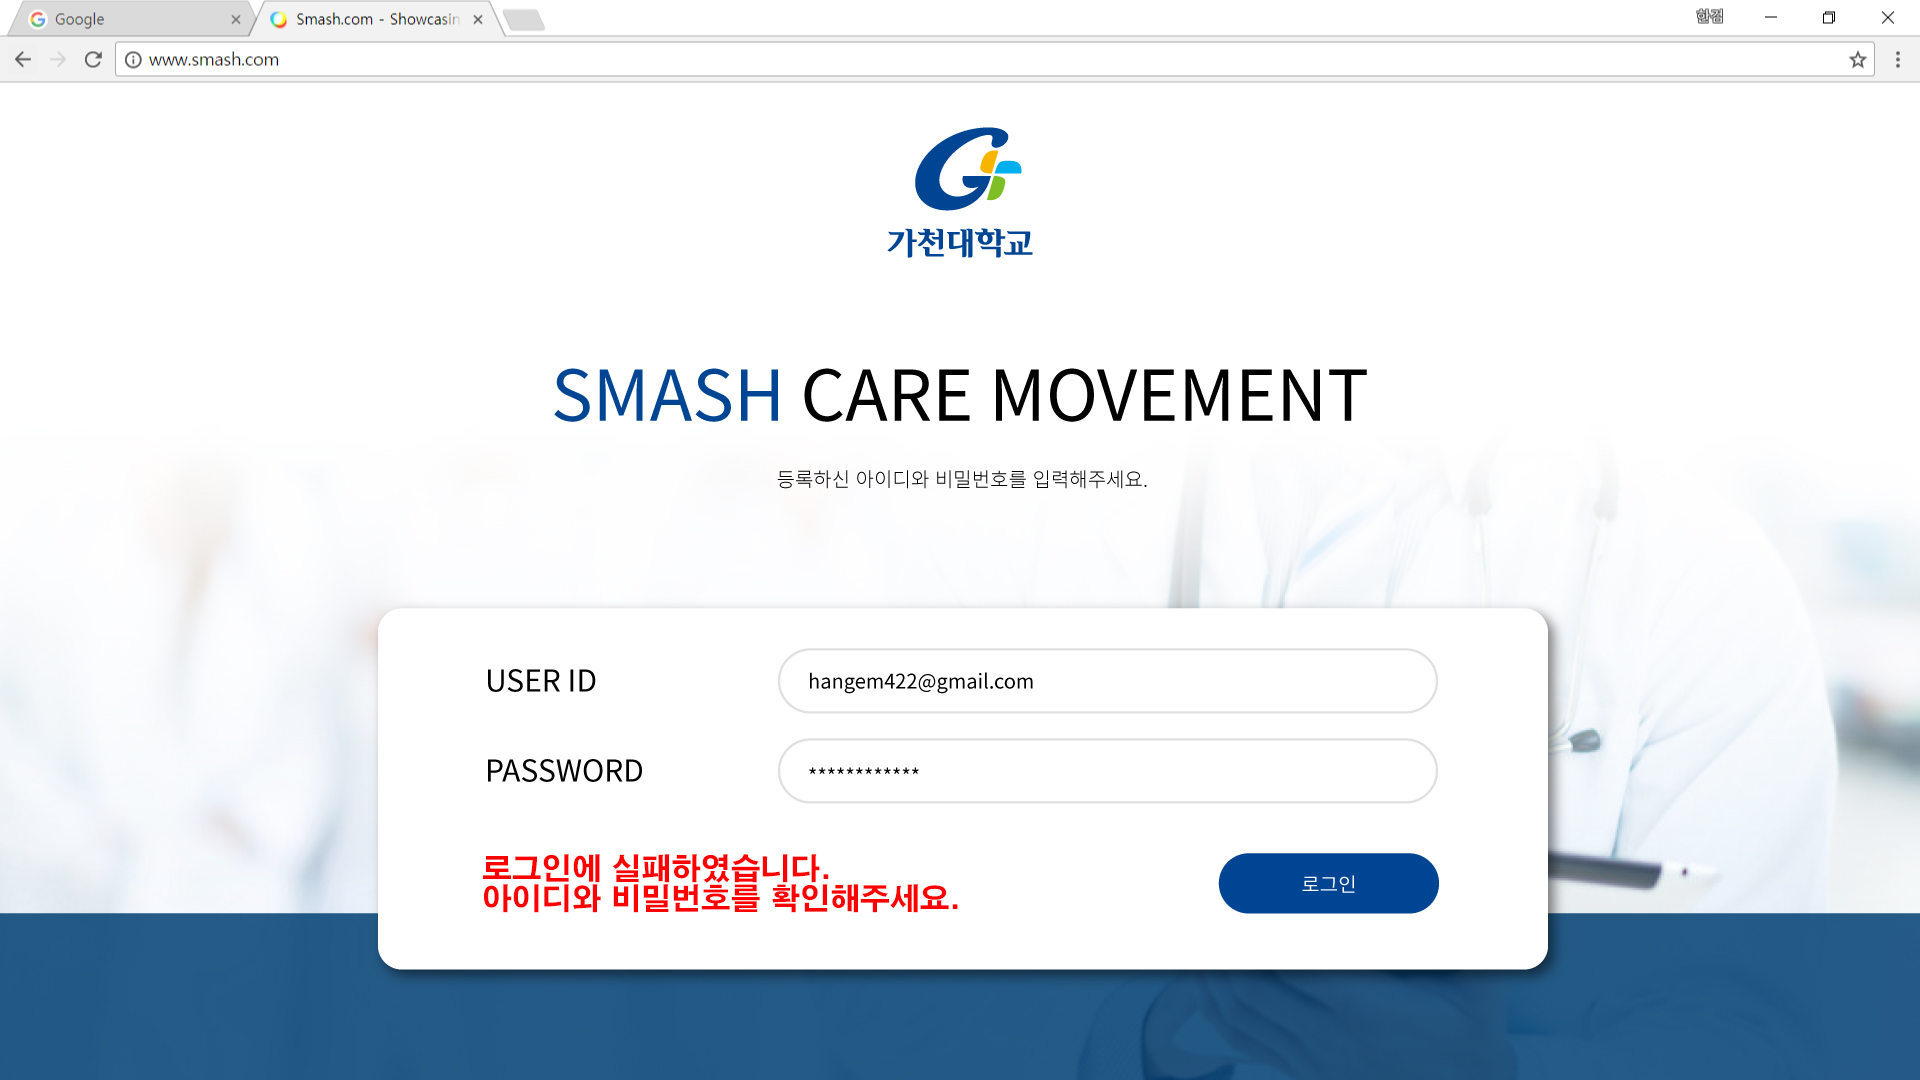 Google
Smash.com - Showcasin
한겸
www.smash.com
가천대학교
SMASH CARE MOVEMENT
등록하신 아이디와 비밀번호를 입력해주세요.
USER ID
hangem422@gmail.com
PASSWORD
************
로그인에 실패하였습니다.
아이디와 비밀번호를 확인해주세요.
로그인